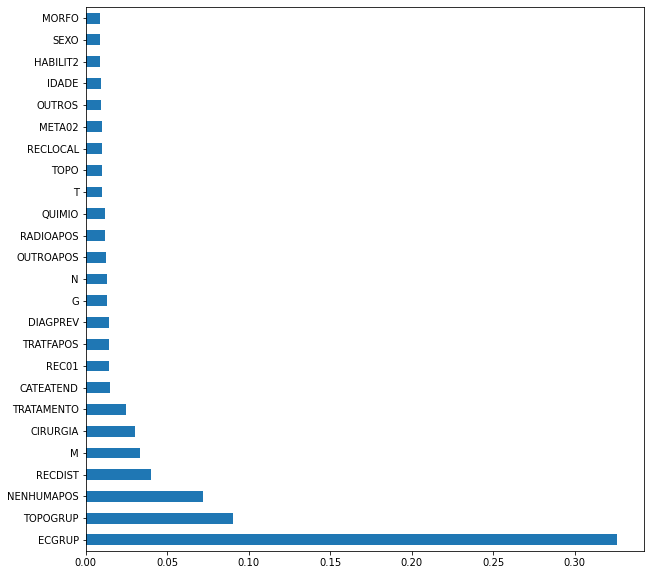 MORFO
SEXO
HABILIT2
IDADE
OUTROS
META02
RECLOCAL
TOPO
T
QUIMIO
RADIOAPOS
OUTROAPOS
N
G
DIAGPREV
TRATFAPOS
REC01
CATEATEND
TRATAMENTO
CIRURGIA
M
RECDIST
NENHUMAPOS
TOPOGRUP
ECGRUP
0.00 0.05 0.10 0.15 0.20 0.25 0.30